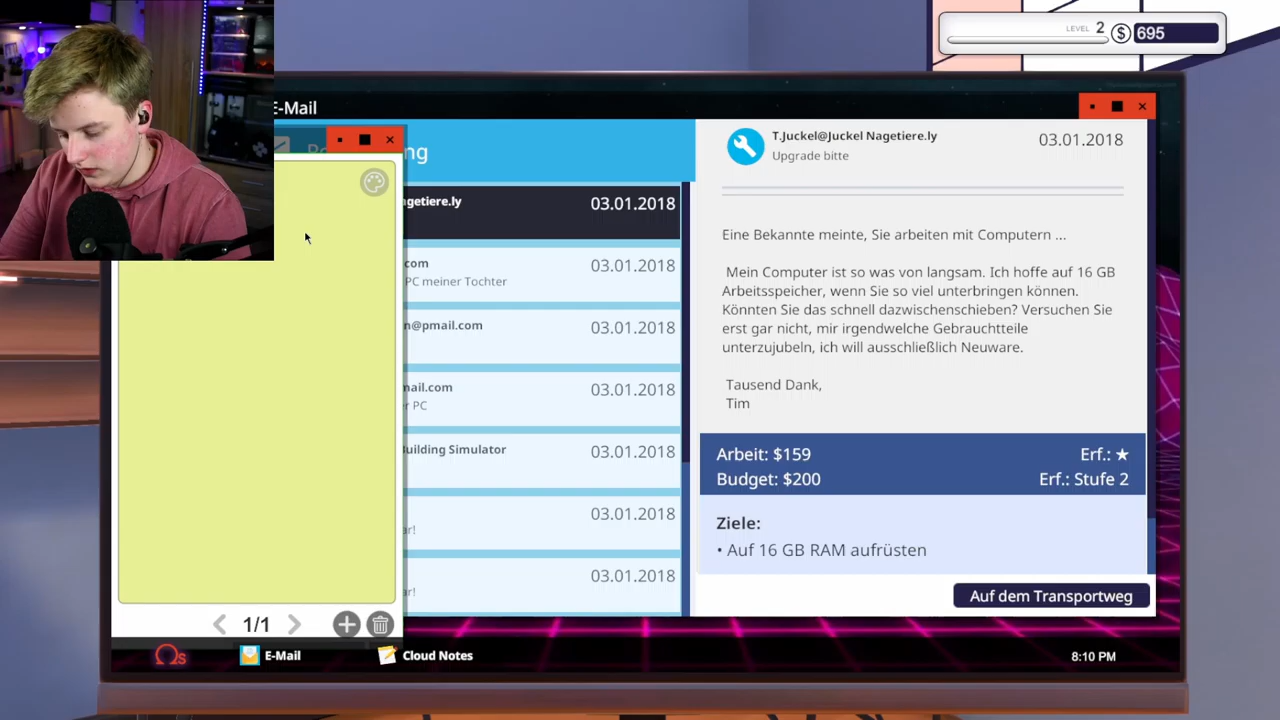 LEVEL 2 $ 695
E-Mail
ng
T.Juckel@Juckel Nagetiere.ly
03.01.2018
Upgrade bitte
agetiere.ly
03.01.2018
.com
03.01.2018
PC meiner Tochter
n@pmail.com
03.01.2018
mail.com
03.01.2018
r PC
Building Simulator
03.01.2018
03.01.2018
ar!
03.01.2018
ar!
Eine Bekannte meinte, Sie arbeiten mit Computern ...
Mein Computer ist so was von langsam. Ich hoffe auf 16 GB
Arbeitsspeicher, wenn Sie so viel unterbringen können.
Könnten Sie das schnell dazwischenschieben? Versuchen Sie
erst gar nicht, mir irgendwelche Gebrauchtteile
unterzujubeln, ich will ausschließlich Neuware.
Tausend Dank,
Tim
Arbeit: $159
Erf.: ★
Budget: $200
Erf.: Stufe 2
Ziele:
• Auf 16 GB RAM aufrüsten
Auf dem Transportweg
1/1
Ωs
E-Mail
Cloud Notes
8:10 PM